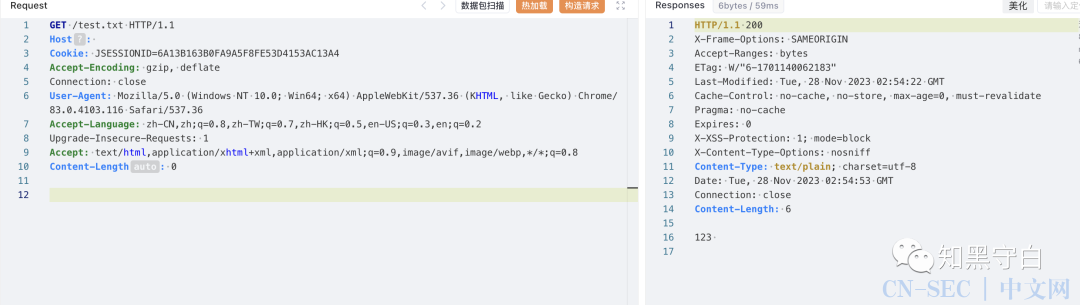 Request
数据包扫描
热加载
构造请求
1 GET /test.txt HTTP/1.1
2 Host ? :
3 Cookie: JSESSIONID=6A13B163B0FA9A5F8FE53D4153AC13A4
4 Accept-Encoding: gzip, deflate
5 Connection: close
6 User-Agent: Mozilla/5.0 (Windows NT 10.0; Win64; x64) AppleWebKit/537.36 (KHTML, like Gecko) Chrome/
83.0.4103.116 Safari/537.36
7 Accept-Language: zh-CN,zh;q=0.8,zh-TW;q=0.7,zh-HK;q=0.5,en-US;q=0.3,en;q=0.2
8 Upgrade-Insecure-Requests: 1
9 Accept: text/html,application/xhtml+xml,application/xml;q=0.9,image/avif,image/webp,*/*;q=0.8
10 Content-Length auto : 0
11
12
Responses 6bytes / 59ms
美化
请输入定
1 HTTP/1.1 200
2 X-Frame-Options: SAMEORIGIN
3 Accept-Ranges: bytes
4 ETag: W/"6-1701140062183"
5 Last-Modified: Tue, 28 Nov 2023 02:54:22 GMT
6 Cache-Control: no-cache, no-store, max-age=0, must-revalidate
7 Pragma: no-cache
8 Expires: 0
9 X-XSS-Protection: 1; mode=block
10 X-Content-Type-Options: nosniff
11 Content-Type: text/plain; charset=utf-8
12 Date: Tue, 28 Nov 2023 02:54:53 GMT
13 Connection: close
14 Content-Length: 6
15
16 123
17
知黑守白
CN-SEC | 中文网